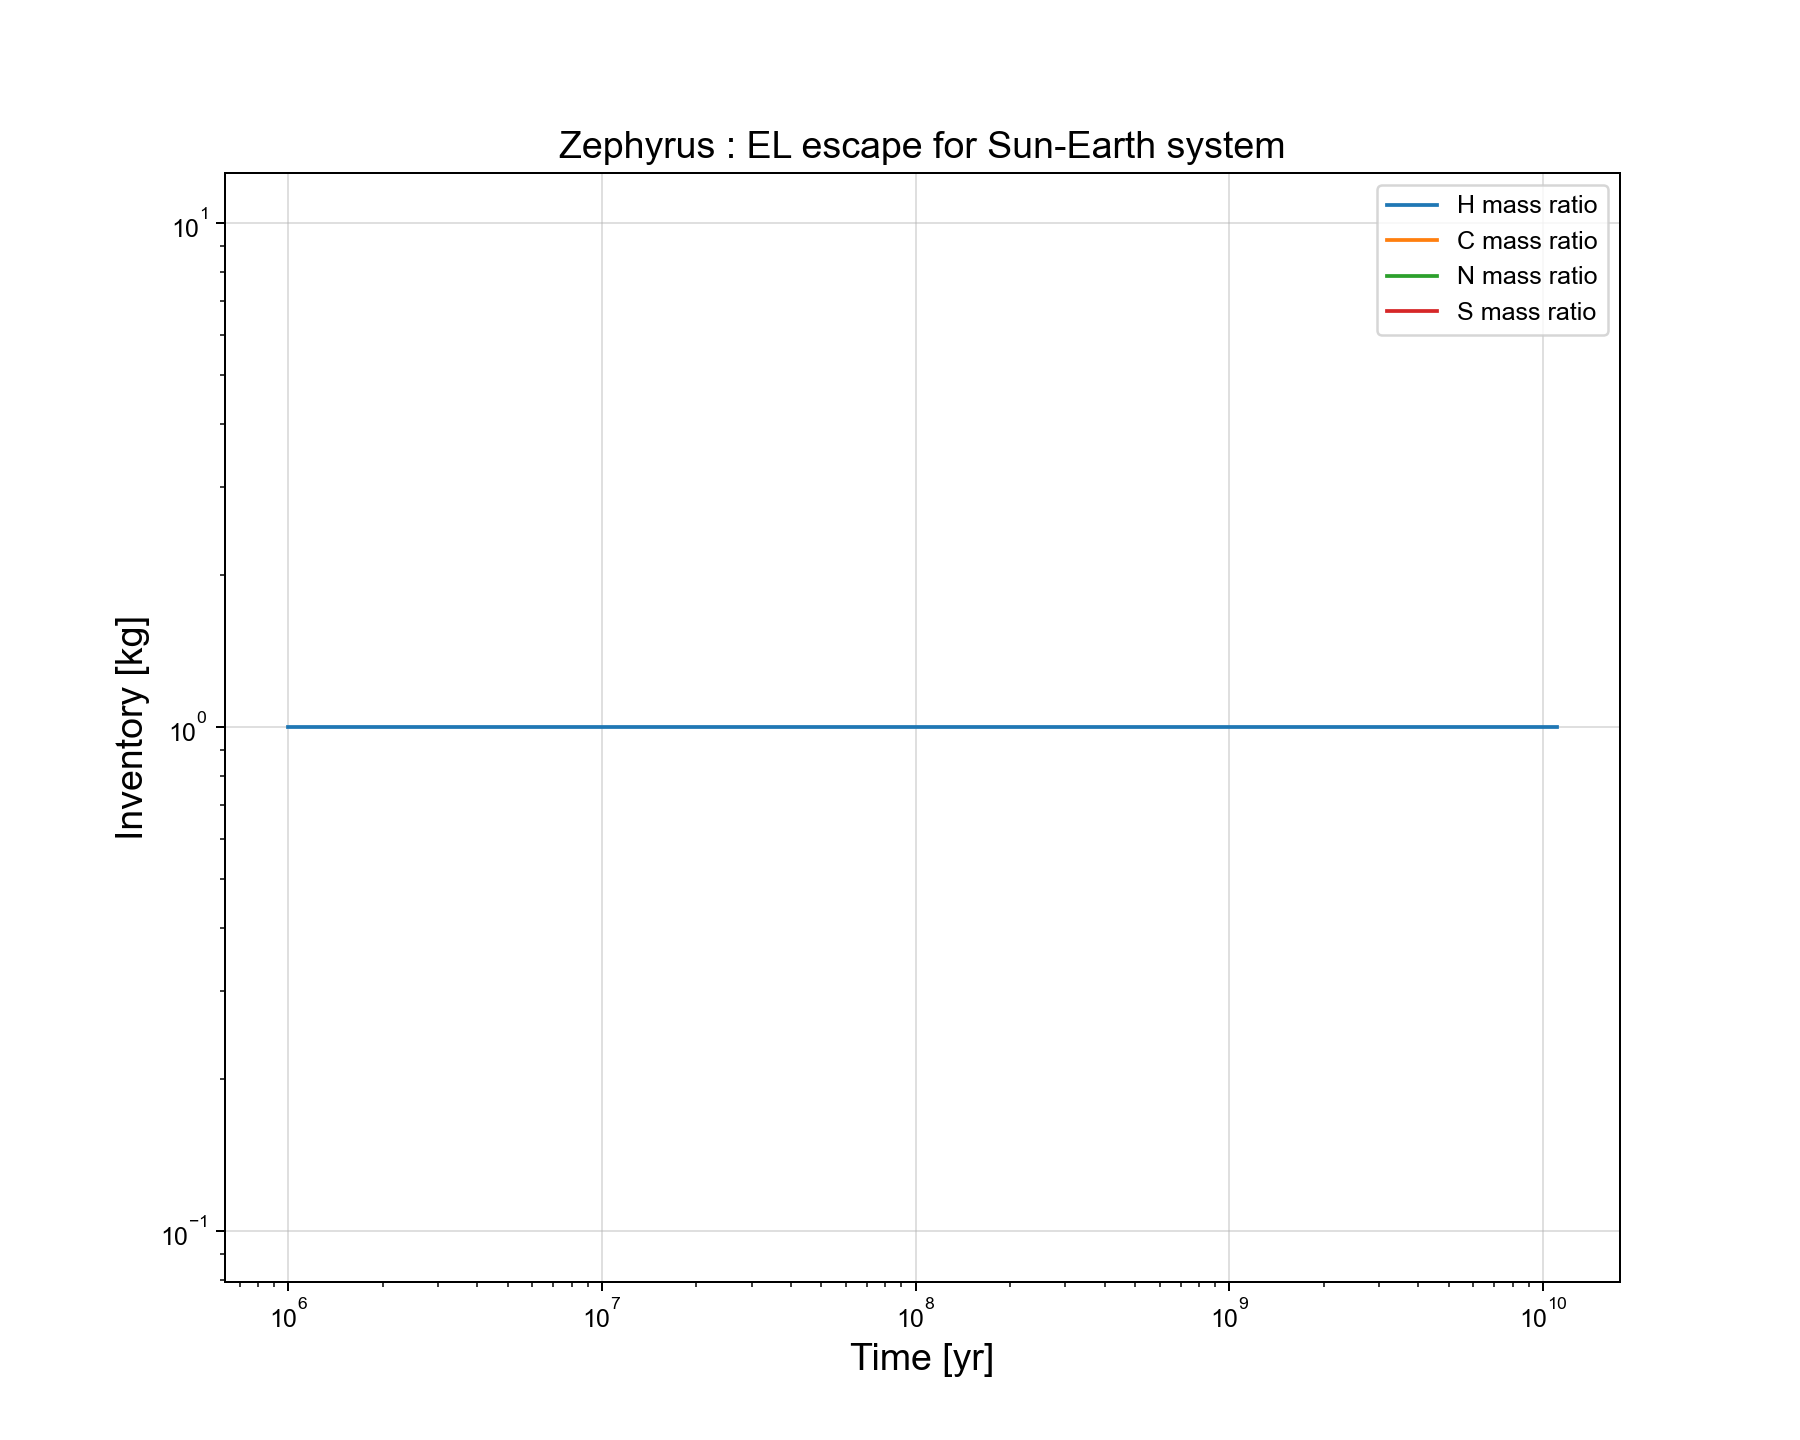 Zephyrus : EL escape for Sun-Earth system
H mass ratio
C mass ratio
N mass ratio
S mass ratio
Inventory [kg]
10^1
10^0
10^−1
10^6
10^7
10^8
10^9
10^10
Time [yr]